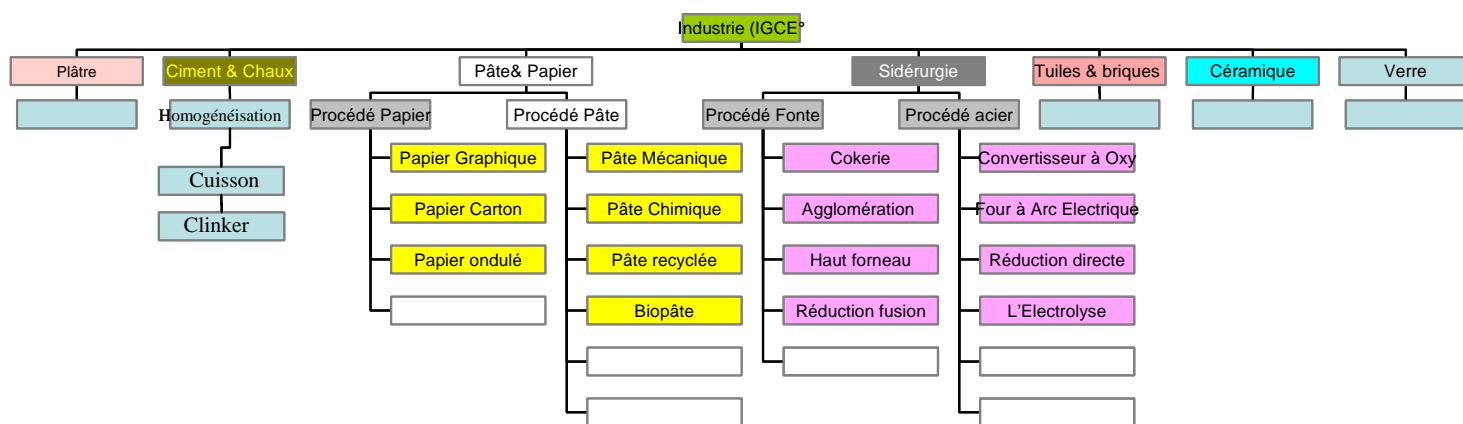 Industrie (IGCE°
Plâtre
Ciment & Chaux
Pâte& Papier
Sidérurgie
Tuiles & briques
Céramique
Verre
Homogénéisation
Procédé Papier
Procédé Pâte
Procédé Fonte
Procédé acier
Papier Graphique
Pâte Mécanique
Cokerie
Convertisseur à Oxy
Cuisson
Papier Carton
Pâte Chimique
Agglomération
Four à Arc Electrique
Clinker
Papier ondulé
Pâte recyclée
Haut forneau
Réduction directe
Biopâte
Réduction fusion
L'Electrolyse